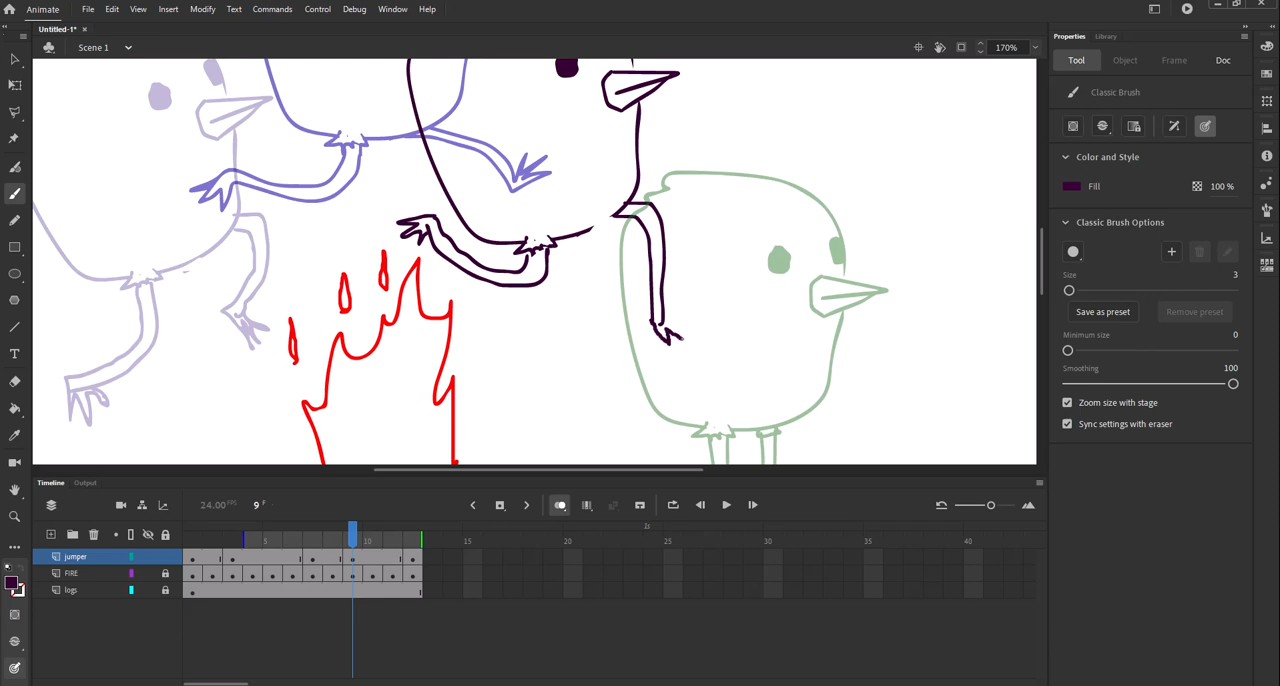 Animate File Edit View Insert Modify Text Commands Control Debug Window Help
Untitled-1* ×
Scene 1
170%
Properties Library
Tool Object Frame Doc
Classic Brush
Color and Style
Fill 100 %
Classic Brush Options
Size 3
Save as preset Remove preset
Minimum size 0
Smoothing 100
Zoom size with stage
Sync settings with eraser
Timeline Output
24.00 FPS 9 F
1s
5 10 15 20 25 30 35 40
jumper
FIRE
logs